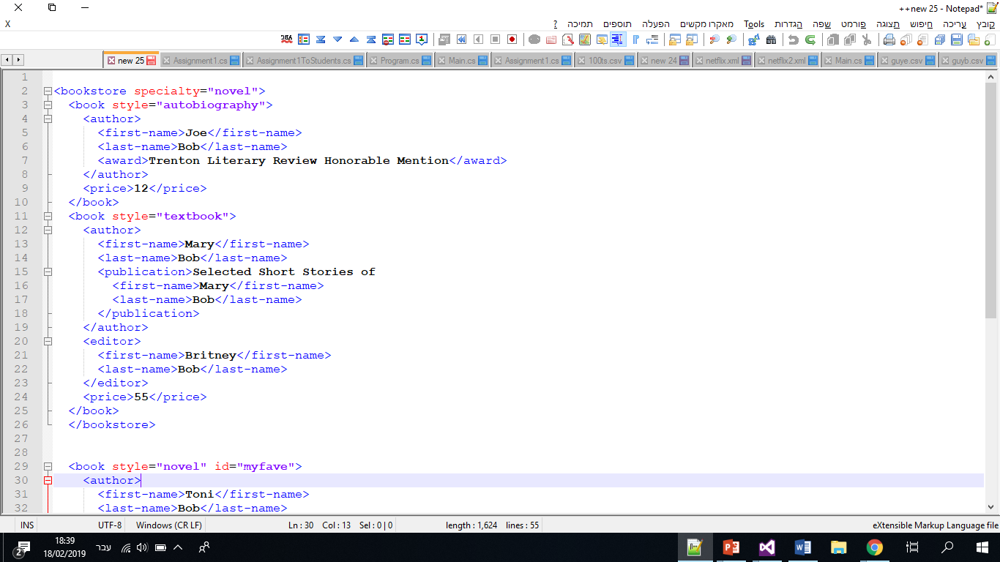 ++new 25 - Notepad*
קובץ עריכה חיפוש תצוגה פורמט שפה הגדרות Tools מאקרו מקשים הפעלה תוספים תמיכה ? X
new 25 Assignment1.cs Assignment1ToStudents.cs Program.cs Main.cs Assignment1.cs 100ts.csv new 24 netflix.xml netflix2.xml Main.cs guye.csv guyb.csv
1
2 <bookstore specialty="novel">
3 <book style="autobiography">
4 <author>
5 <first-name>Joe</first-name>
6 <last-name>Bob</last-name>
7 <award>Trenton Literary Review Honorable Mention</award>
8 </author>
9 <price>12</price>
10 </book>
11 <book style="textbook">
12 <author>
13 <first-name>Mary</first-name>
14 <last-name>Bob</last-name>
15 <publication>Selected Short Stories of
16 <first-name>Mary</first-name>
17 <last-name>Bob</last-name>
18 </publication>
19 </author>
20 <editor>
21 <first-name>Britney</first-name>
22 <last-name>Bob</last-name>
23 </editor>
24 <price>55</price>
25 </book>
26 </bookstore>
27
28
29 <book style="novel" id="myfave">
30 <author>
31 <first-name>Toni</first-name>
32 <last-name>Bob</last-name>
INS UTF-8 Windows (CR LF) Ln : 30 Col : 13 Sel : 0 | 0 length : 1,624 lines : 55 eXtensible Markup Language file
2 18:39 עבר
18/02/2019